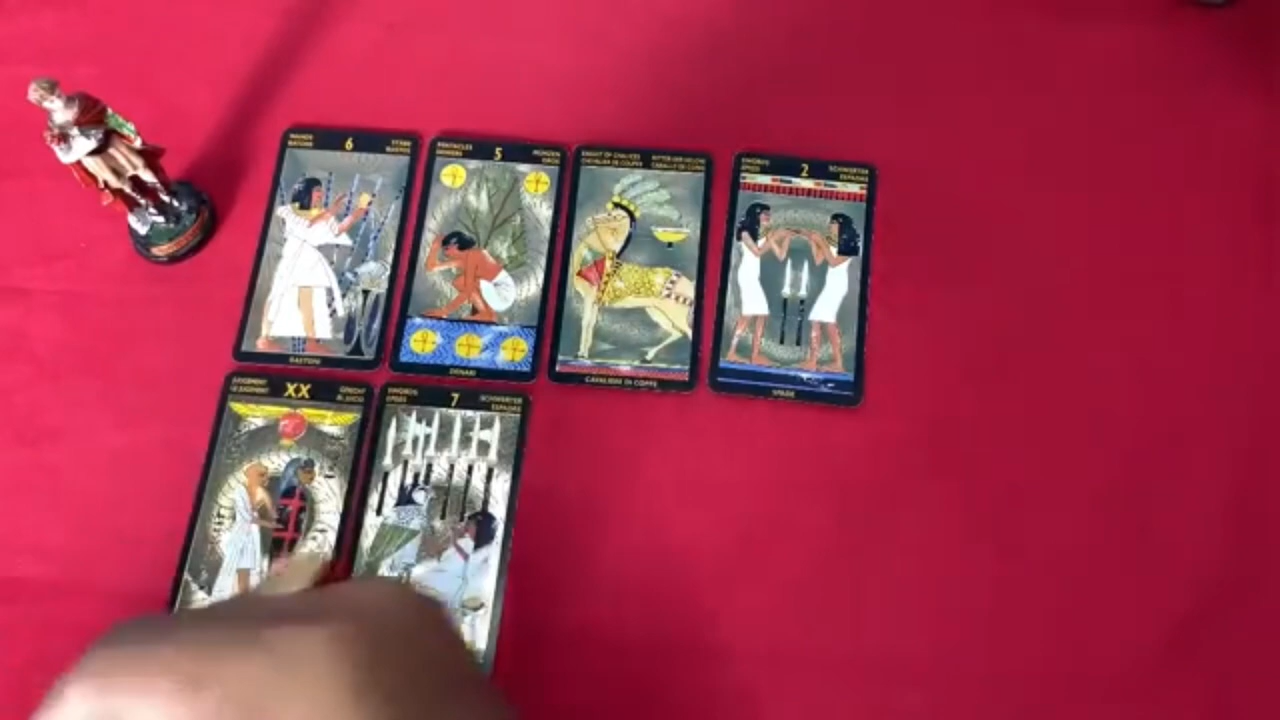 WANDS
BATONS
6
STÄBE
BASTOS
BASTONI
PENTACLES
DENIERS
5
MÜNZEN
OROS
DENARI
KNIGHT OF CHALICES
CHEVALIER DE COUPES
RITTER DER KELCHE
CABALLO DE COPAS
CAVALIERE DI COPPE
SWORDS
EPEES
2
SCHWERTER
ESPADAS
SPADE
JUDGEMENT
LE JUGEMENT
XX
GERICHT
EL JUICIO
SWORDS
EPEES
7
SCHWERTER
ESPADAS